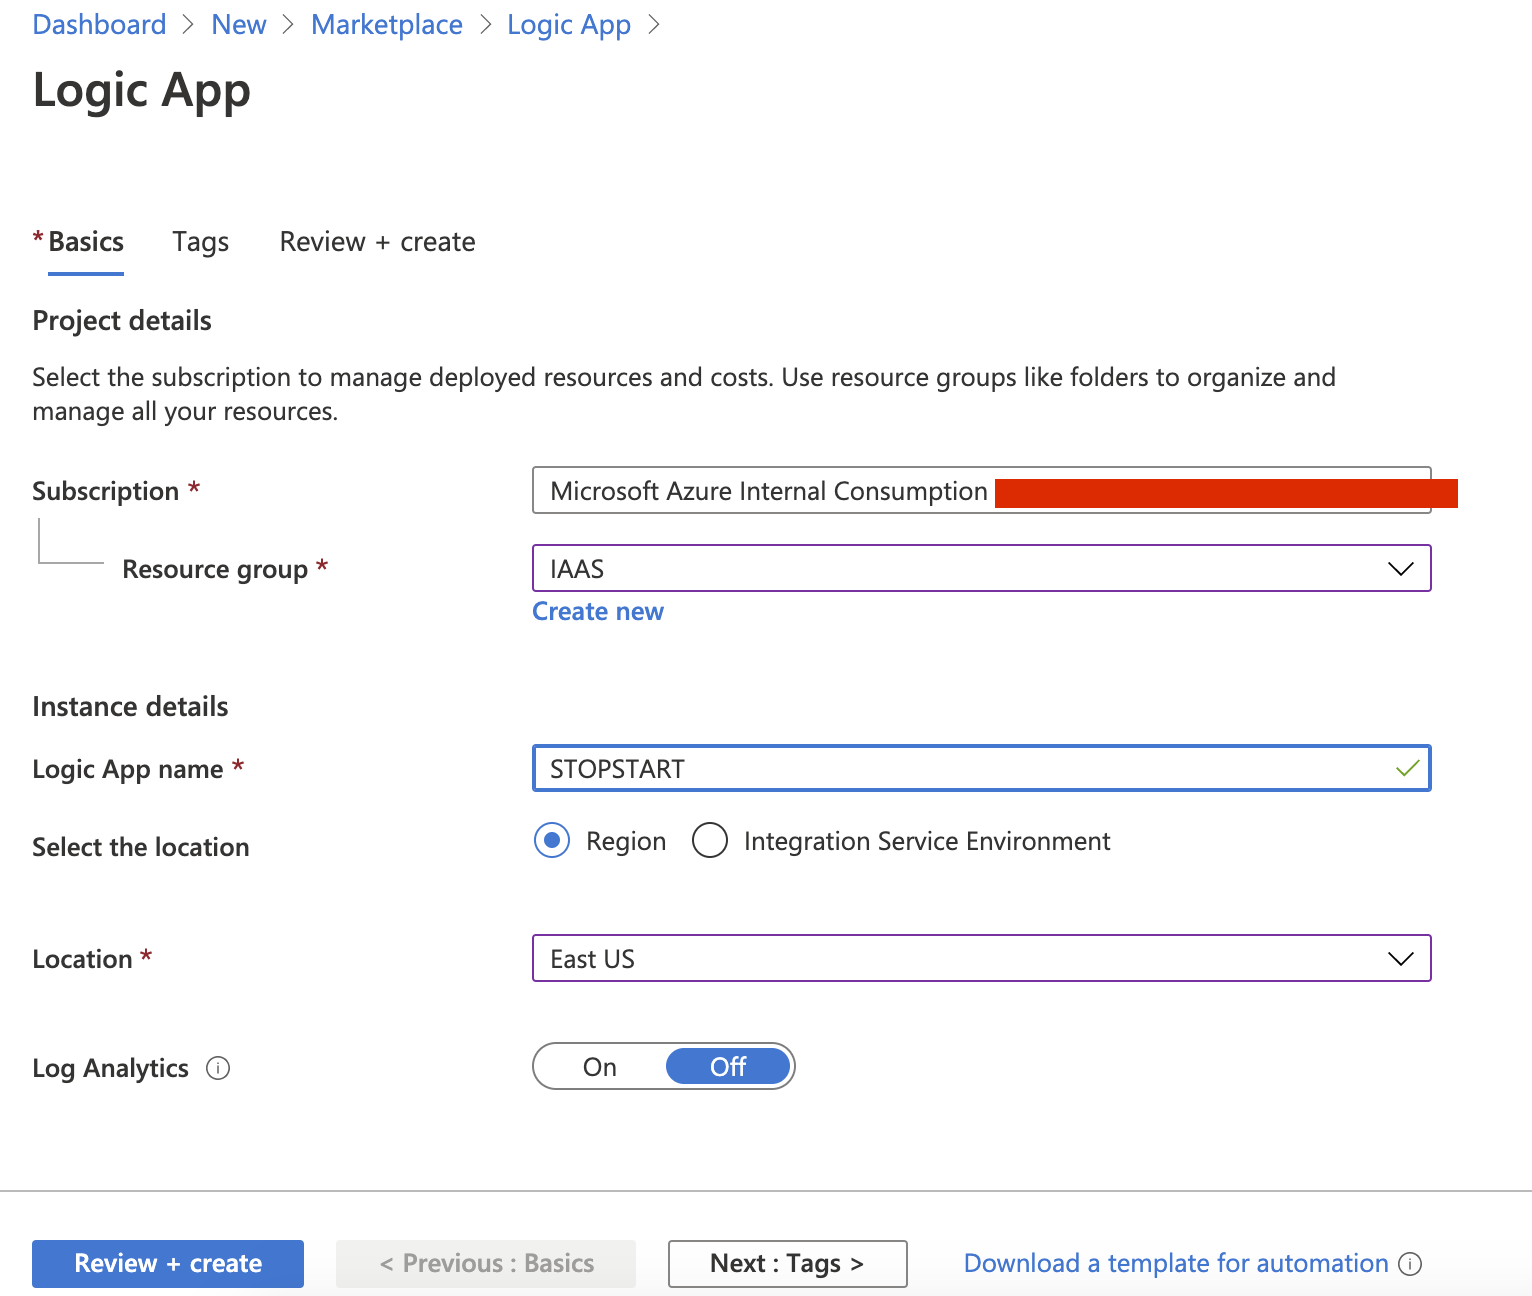 Dashboard > New > Marketplace > Logic App >
Logic App
* Basics Tags Review + create
Project details
Select the subscription to manage deployed resources and costs. Use resource groups like folders to organize and
manage all your resources.
Subscription * Microsoft Azure Internal Consumption
Resource group * IAAS
Create new
Instance details
Logic App name * STOPSTART
Select the location Region Integration Service Environment
Location * East US
Log Analytics On Off
Review + create < Previous : Basics Next : Tags > Download a template for automation